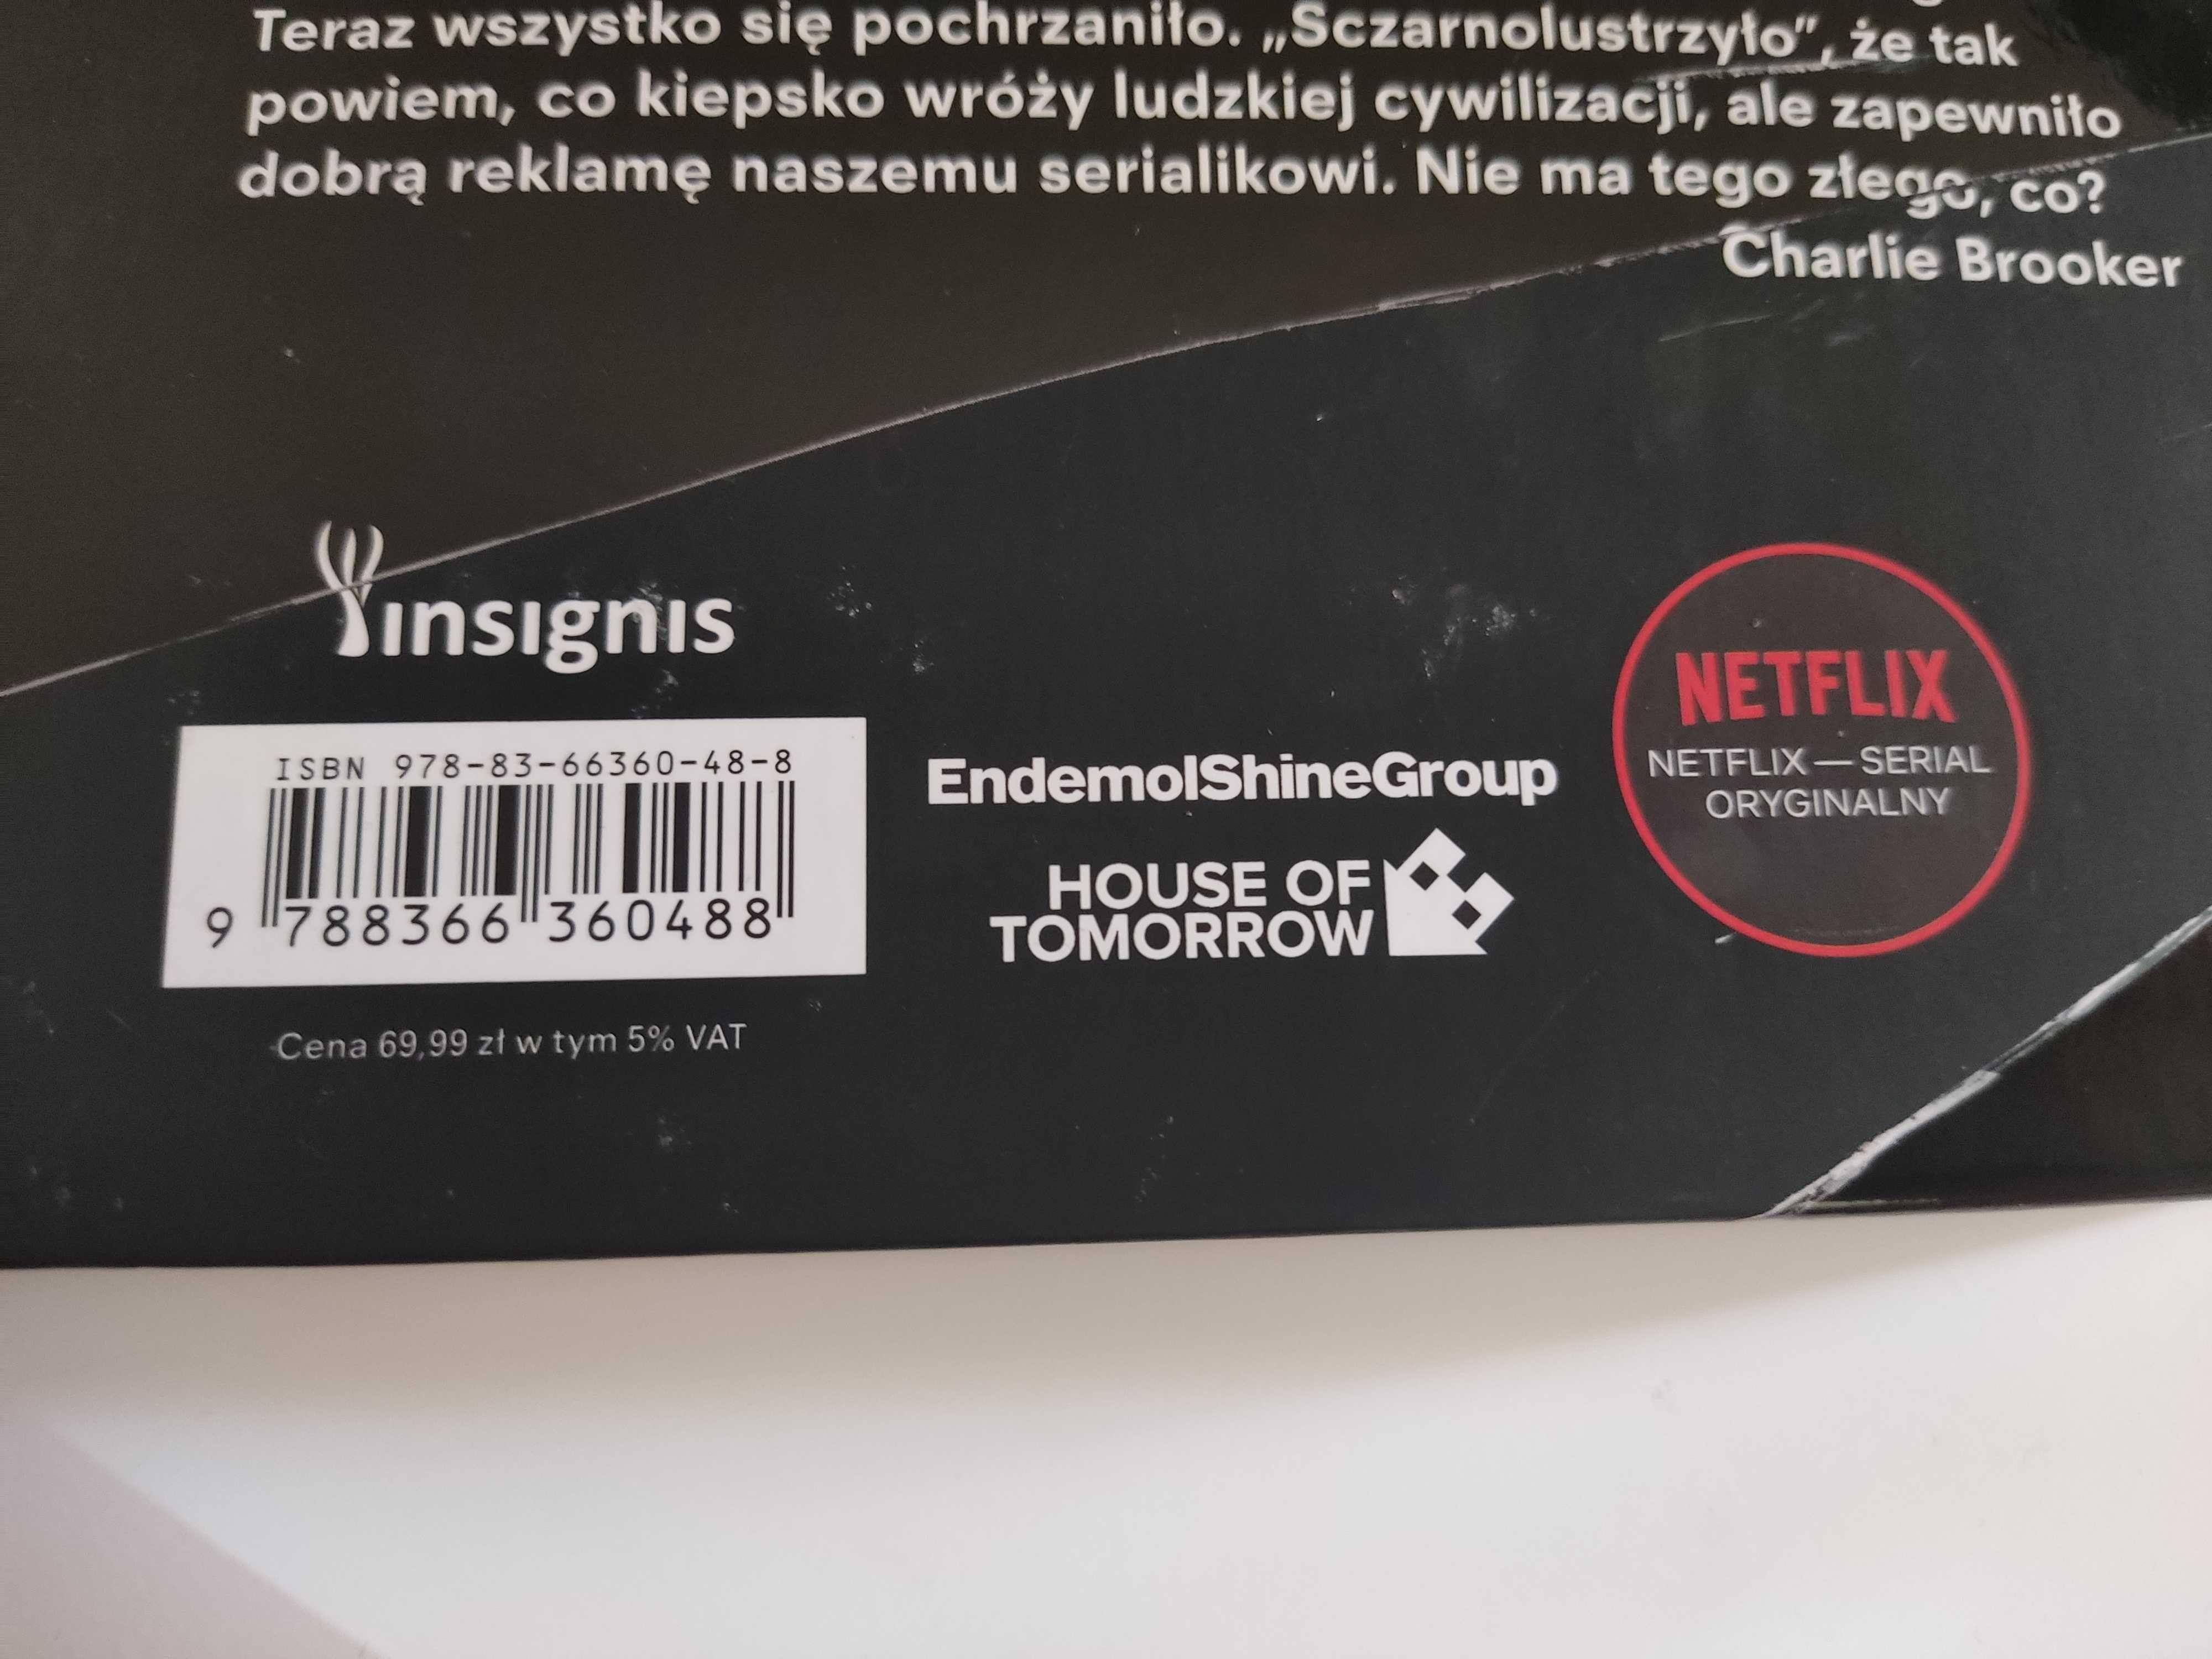 Teraz wszystko się pochrzaniło. „Sczarnolustrzyło”, że tak
powiem, co kiepsko wróży ludzkiej cywilizacji, ale zapewniło
dobrą reklamę naszemu serialikowi. Nie ma tego złego, co?
Charlie Brooker
insignis
ISBN 978-83-66360-48-8
9 788366 360488
Cena 69,99 zł w tym 5% VAT
EndemolShineGroup
HOUSE OF
TOMORROW
NETFLIX
NETFLIX — SERIAL
ORYGINALNY